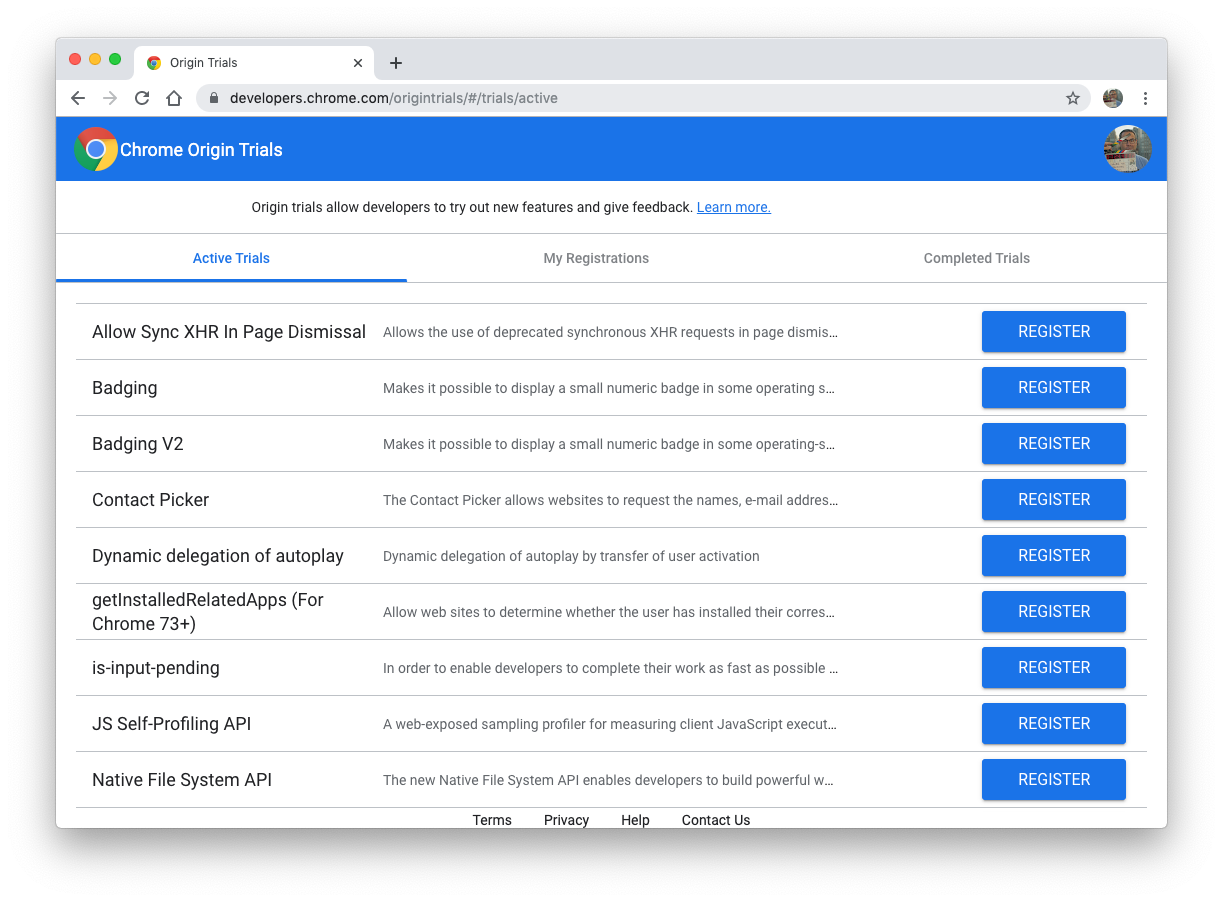 Origin Trials
developers.chrome.com/origintrials/#/trials/active
Chrome Origin Trials
Origin trials allow developers to try out new features and give feedback. Learn more.
Active Trials My Registrations Completed Trials
Allow Sync XHR In Page Dismissal Allows the use of deprecated synchronous XHR requests in page dismis... REGISTER
Badging Makes it possible to display a small numeric badge in some operating s... REGISTER
Badging V2 Makes it possible to display a small numeric badge in some operating-s... REGISTER
Contact Picker The Contact Picker allows websites to request the names, e-mail addres... REGISTER
Dynamic delegation of autoplay Dynamic delegation of autoplay by transfer of user activation REGISTER
getInstalledRelatedApps (For
Chrome 73+) Allow web sites to determine whether the user has installed their corres... REGISTER
is-input-pending In order to enable developers to complete their work as fast as possible ... REGISTER
JS Self-Profiling API A web-exposed sampling profiler for measuring client JavaScript execut... REGISTER
Native File System API The new Native File System API enables developers to build powerful w... REGISTER
Terms Privacy Help Contact Us